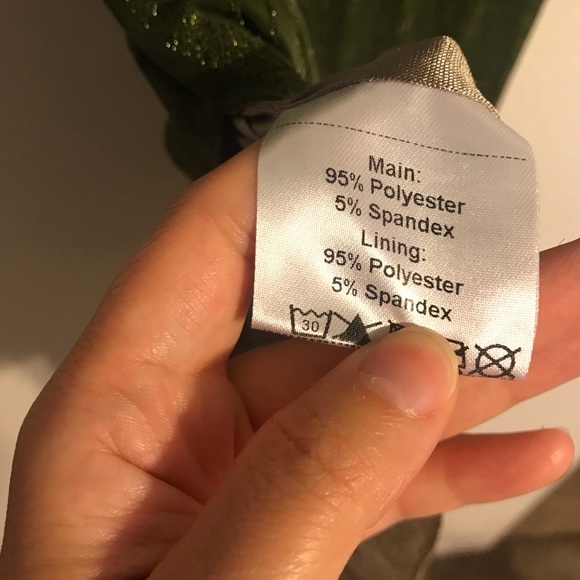 Main:
95% Polyester
5% Spandex
Lining:
95% Polyester
5% Spandex
30